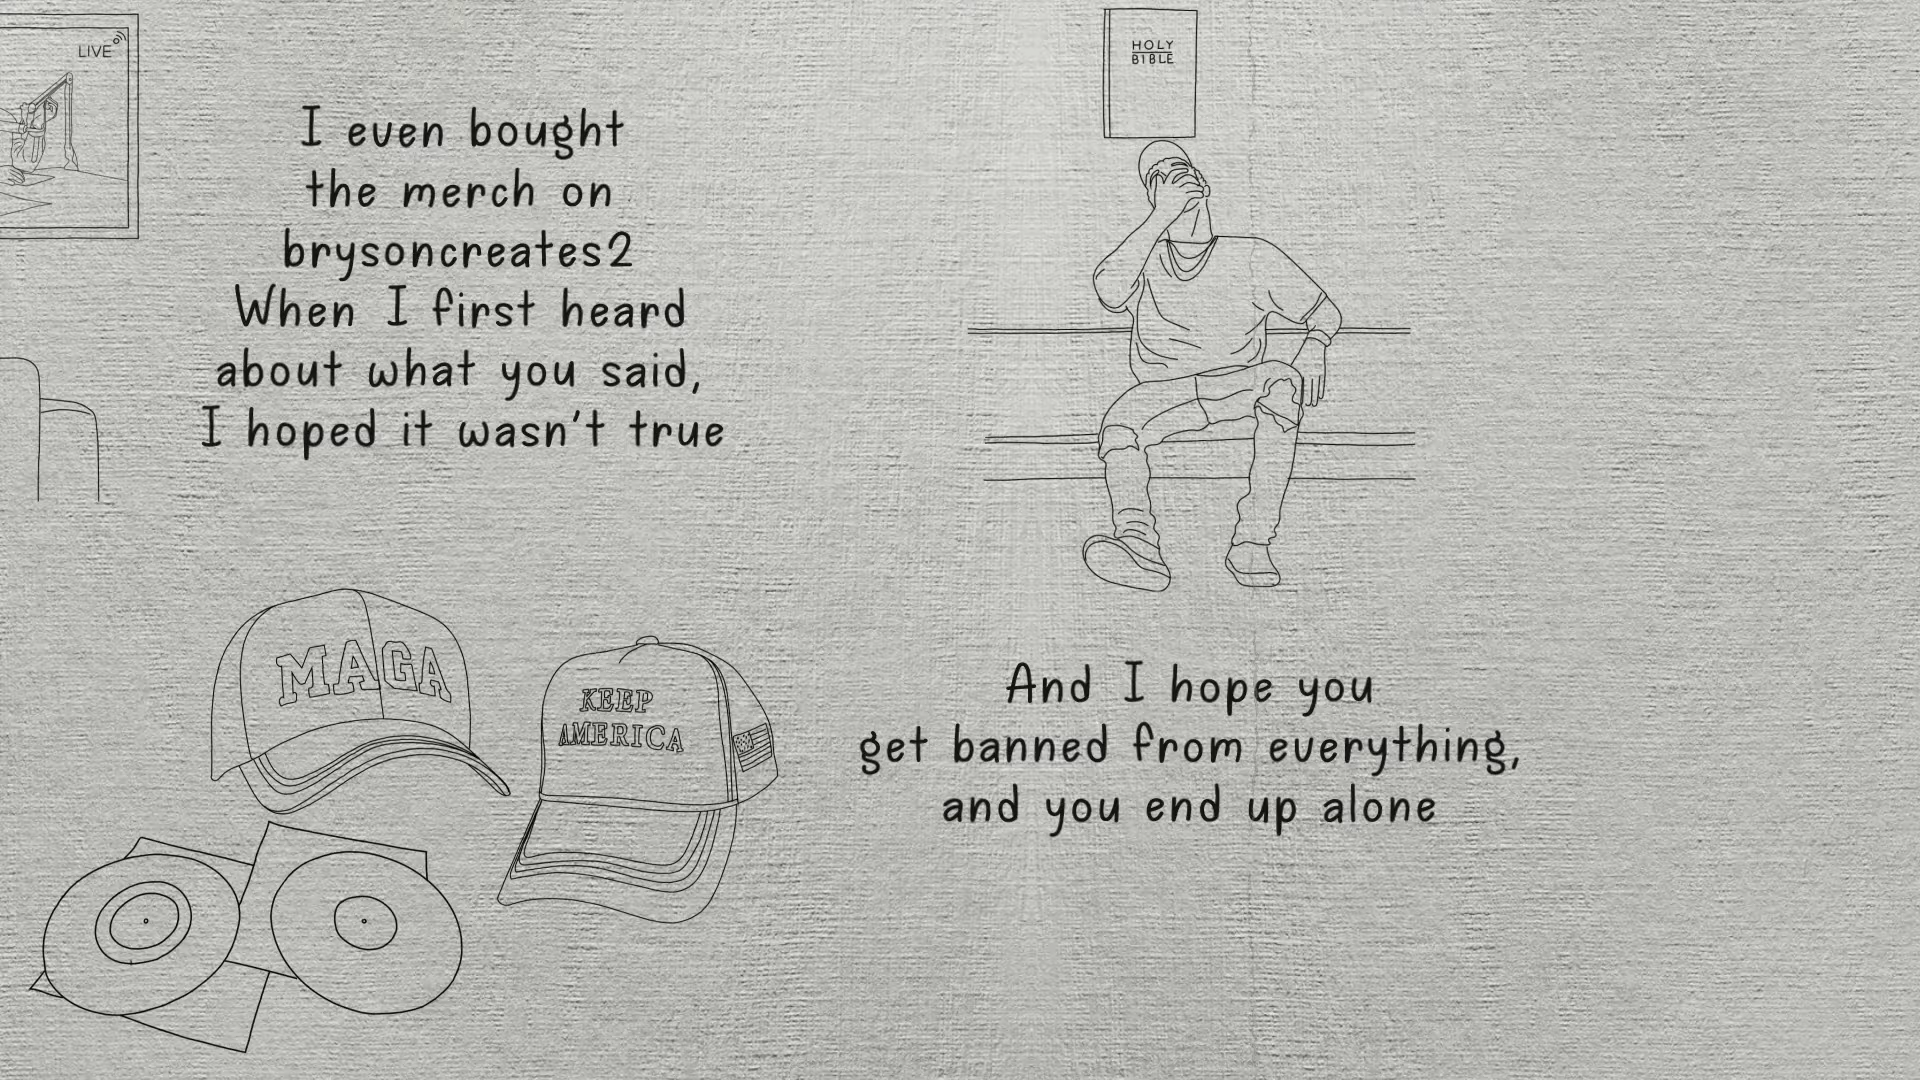 LIVE
I even bought
the merch on
brysoncreates2
When I first heard
about what you said,
I hoped it wasn't true
MAGA
KEEP
AMERICA
HOLY
BIBLE
And I hope you
get banned from everything,
and you end up alone